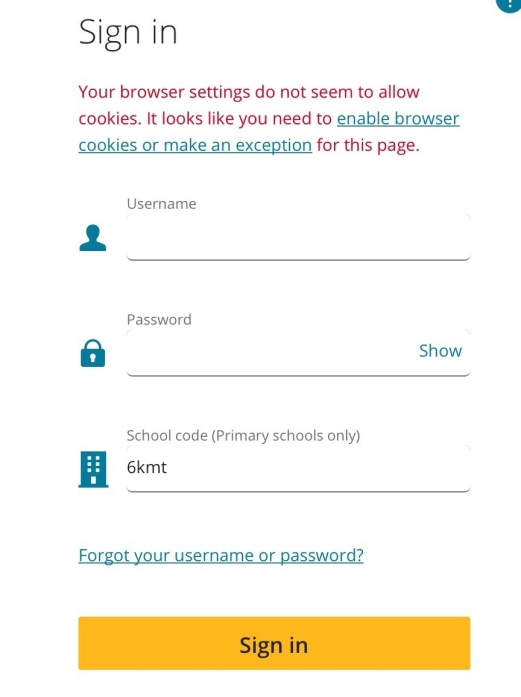 Sign in
Your browser settings do not seem to allow
cookies. It looks like you need to enable browser
cookies or make an exception for this page.
Username
Password
Show
School code (Primary schools only)
6kmt
Forgot your username or password?
Sign in